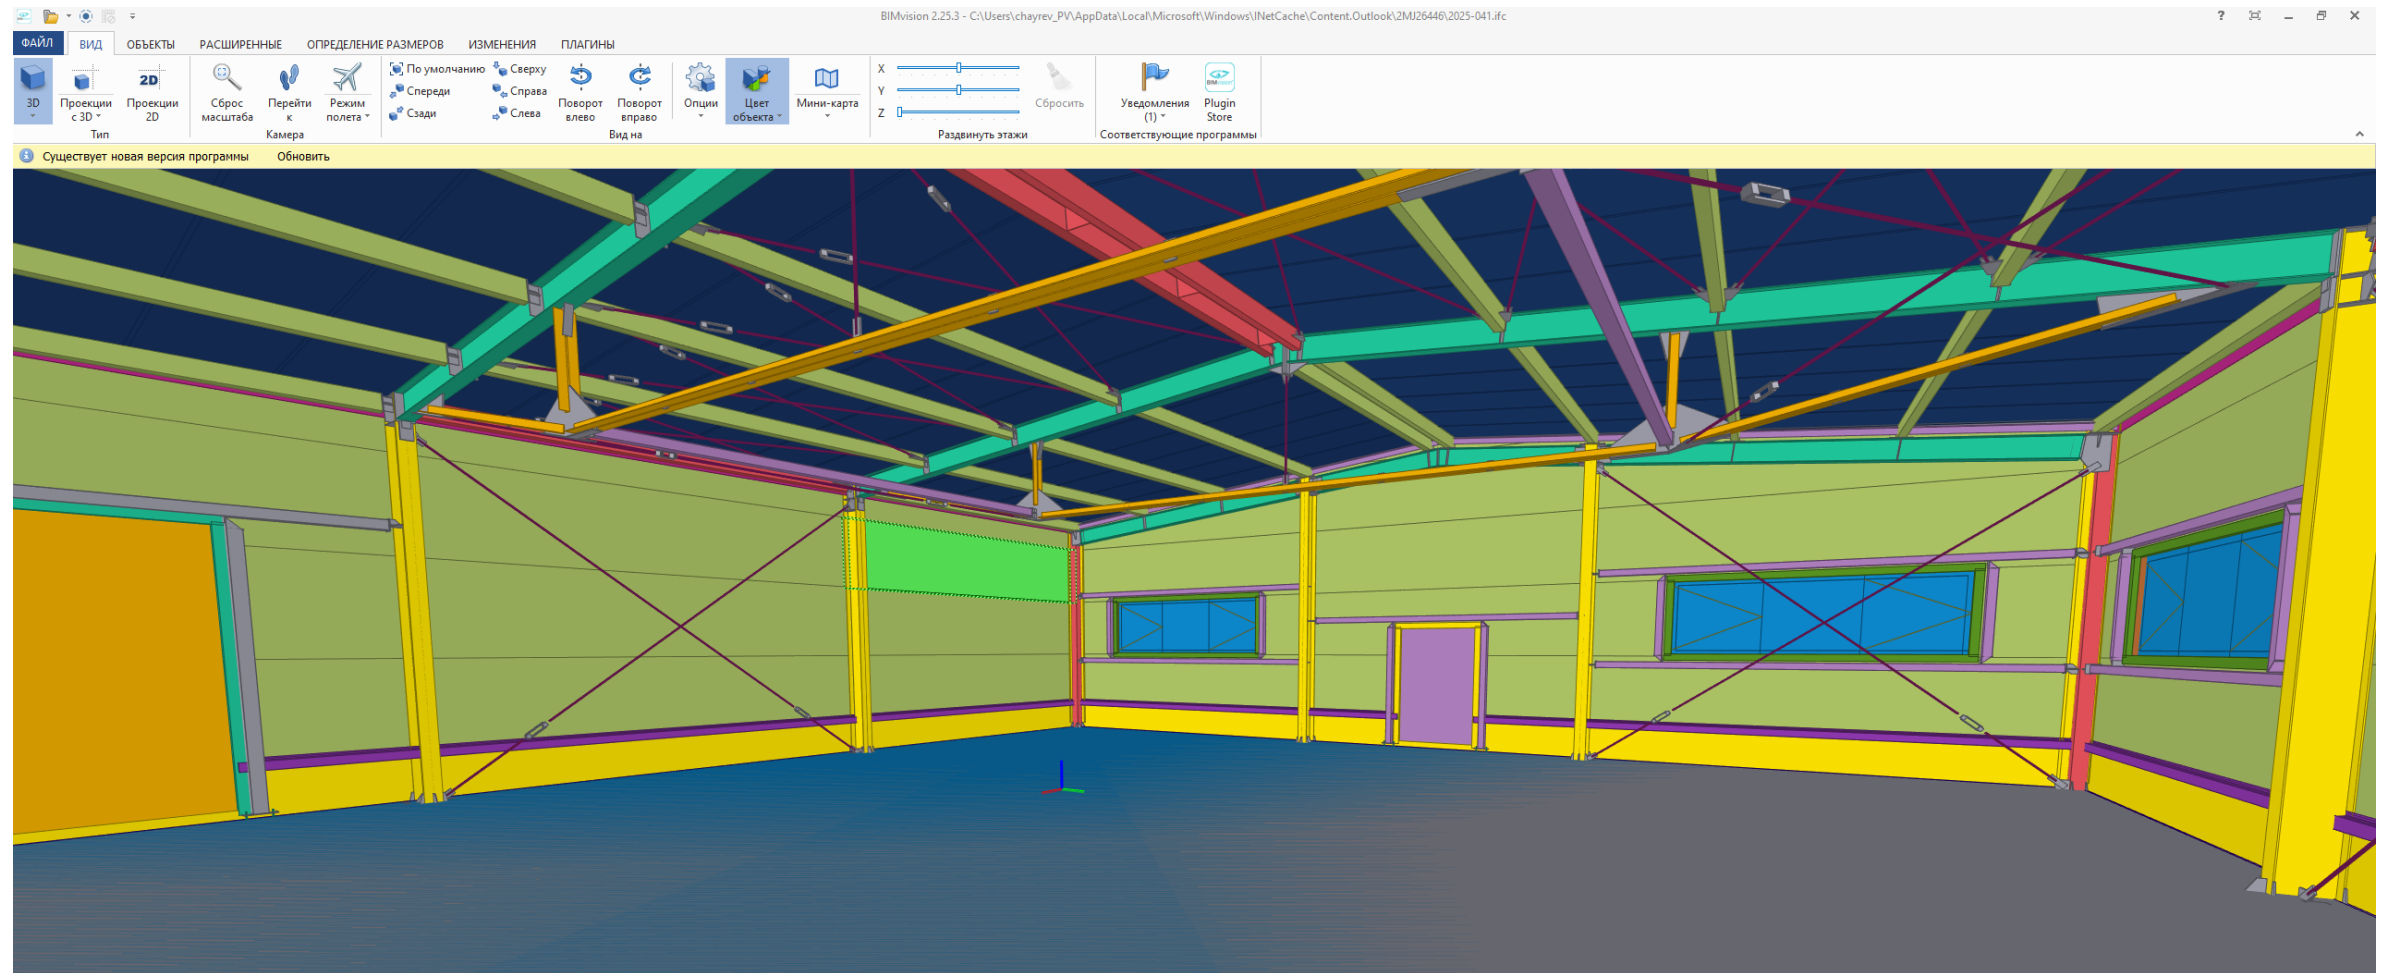 BIMvision 2.25.3 - C:\Users\chayrev_PV\AppData\Local\Microsoft\Windows\INetCache\Content.Outlook\2MJ26446\2025-041.ifc
?
ФАЙЛ ВИД ОБЪЕКТЫ РАСШИРЕННЫЕ ОПРЕДЕЛЕНИЕ РАЗМЕРОВ ИЗМЕНЕНИЯ ПЛАГИНЫ
3D
Проекции с 3D
2D
Проекции 2D
Тип
Сброс масштаба
Перейти к
Режим полета
Камера
По умолчанию
Спереди
Сзади
Сверху
Справа
Слева
Поворот влево
Поворот вправо
Вид на
Опции
Цвет объекта
Мини-карта
X
Y
Z
Сбросить
Раздвинуть этажи
Уведомления (1)
BIMvision
Plugin Store
Соответствующие программы
Существует новая версия программы Обновить